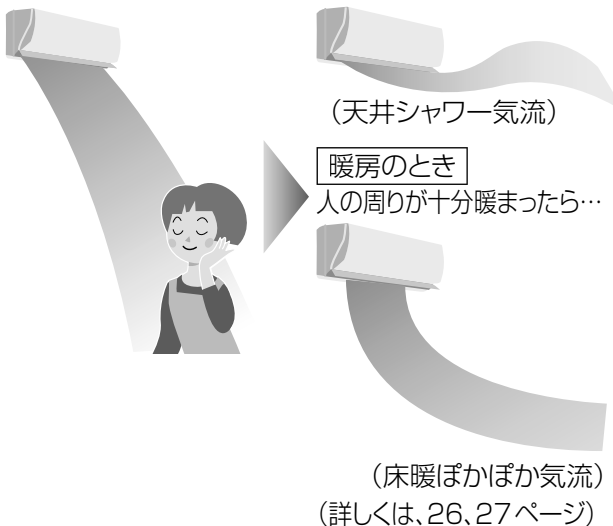 （天井シャワー気流）
暖房のとき
人の周りが十分暖まったら…
（床暖ぽかぽか気流）
（詳しくは、26、27ページ）